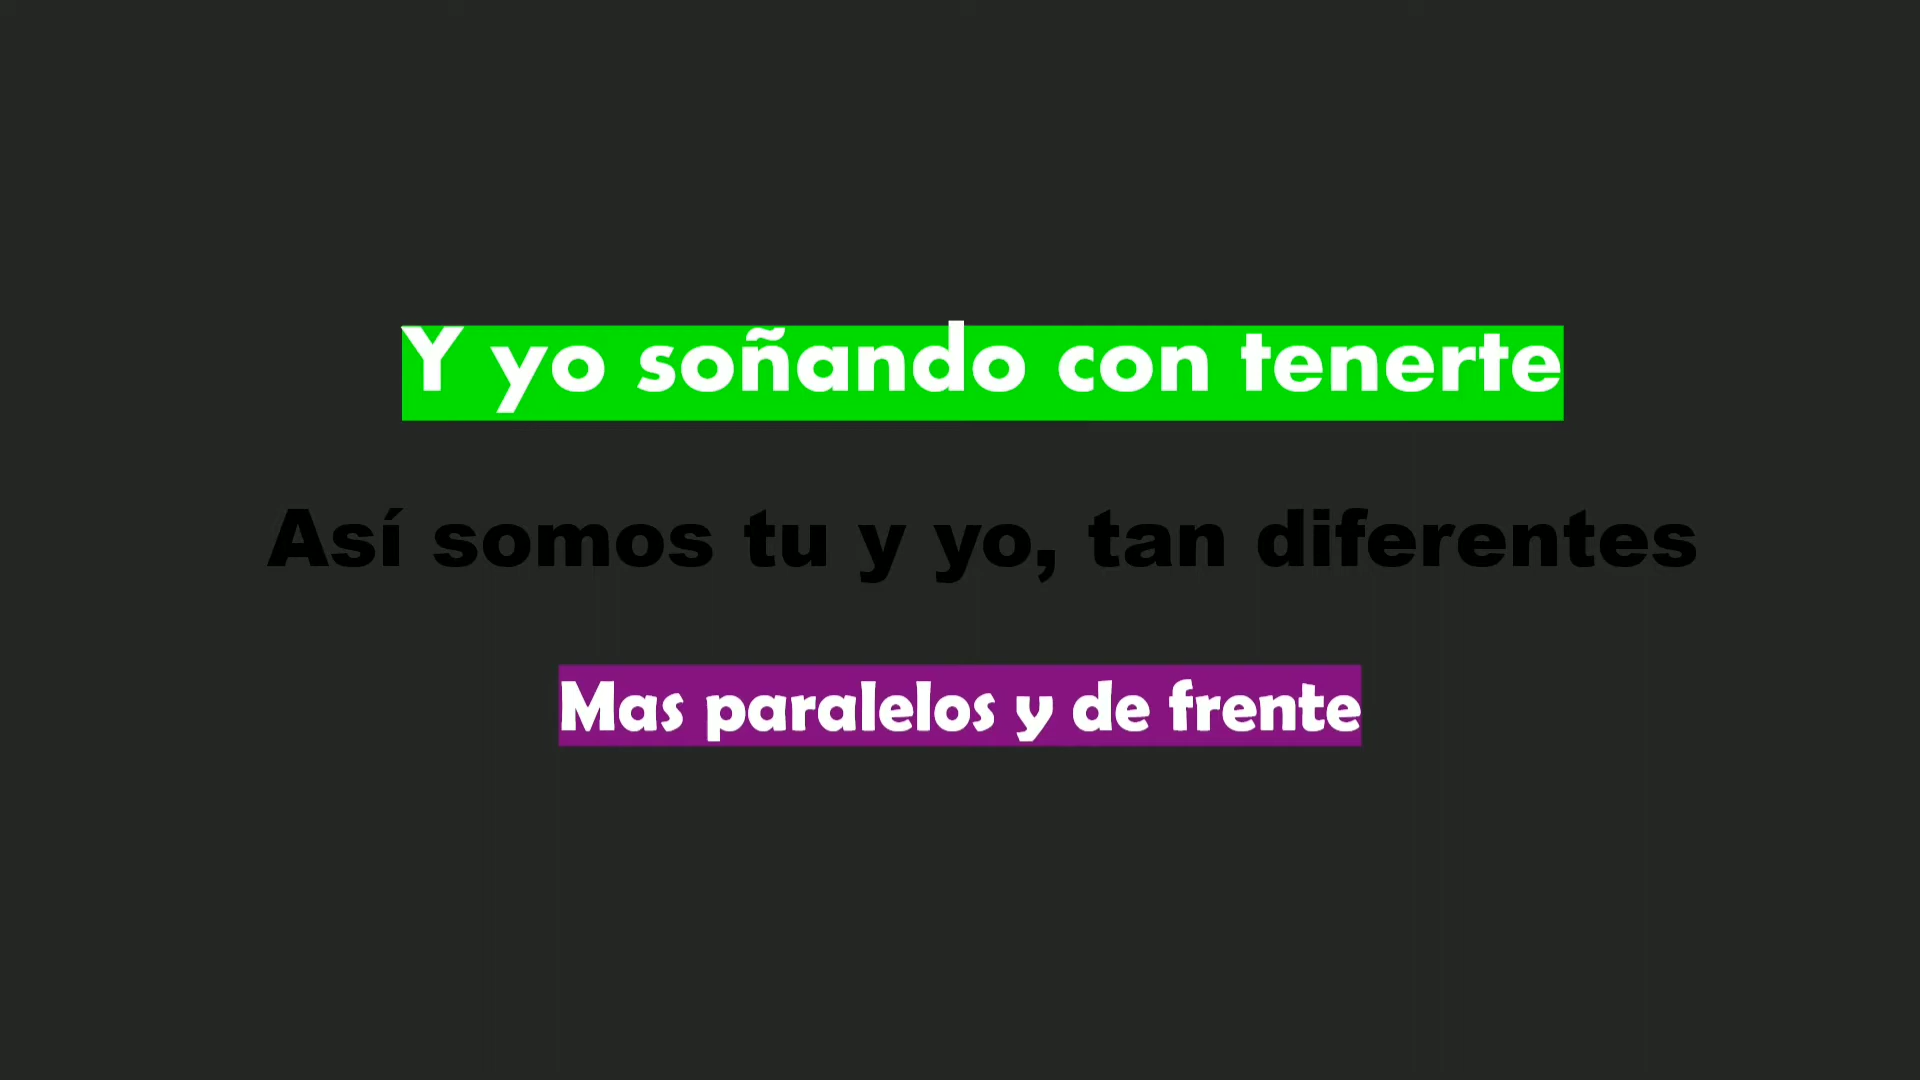 Y yo soñando con tenerte
Así somos tu y yo, tan diferentes
Mas paralelos y de frente